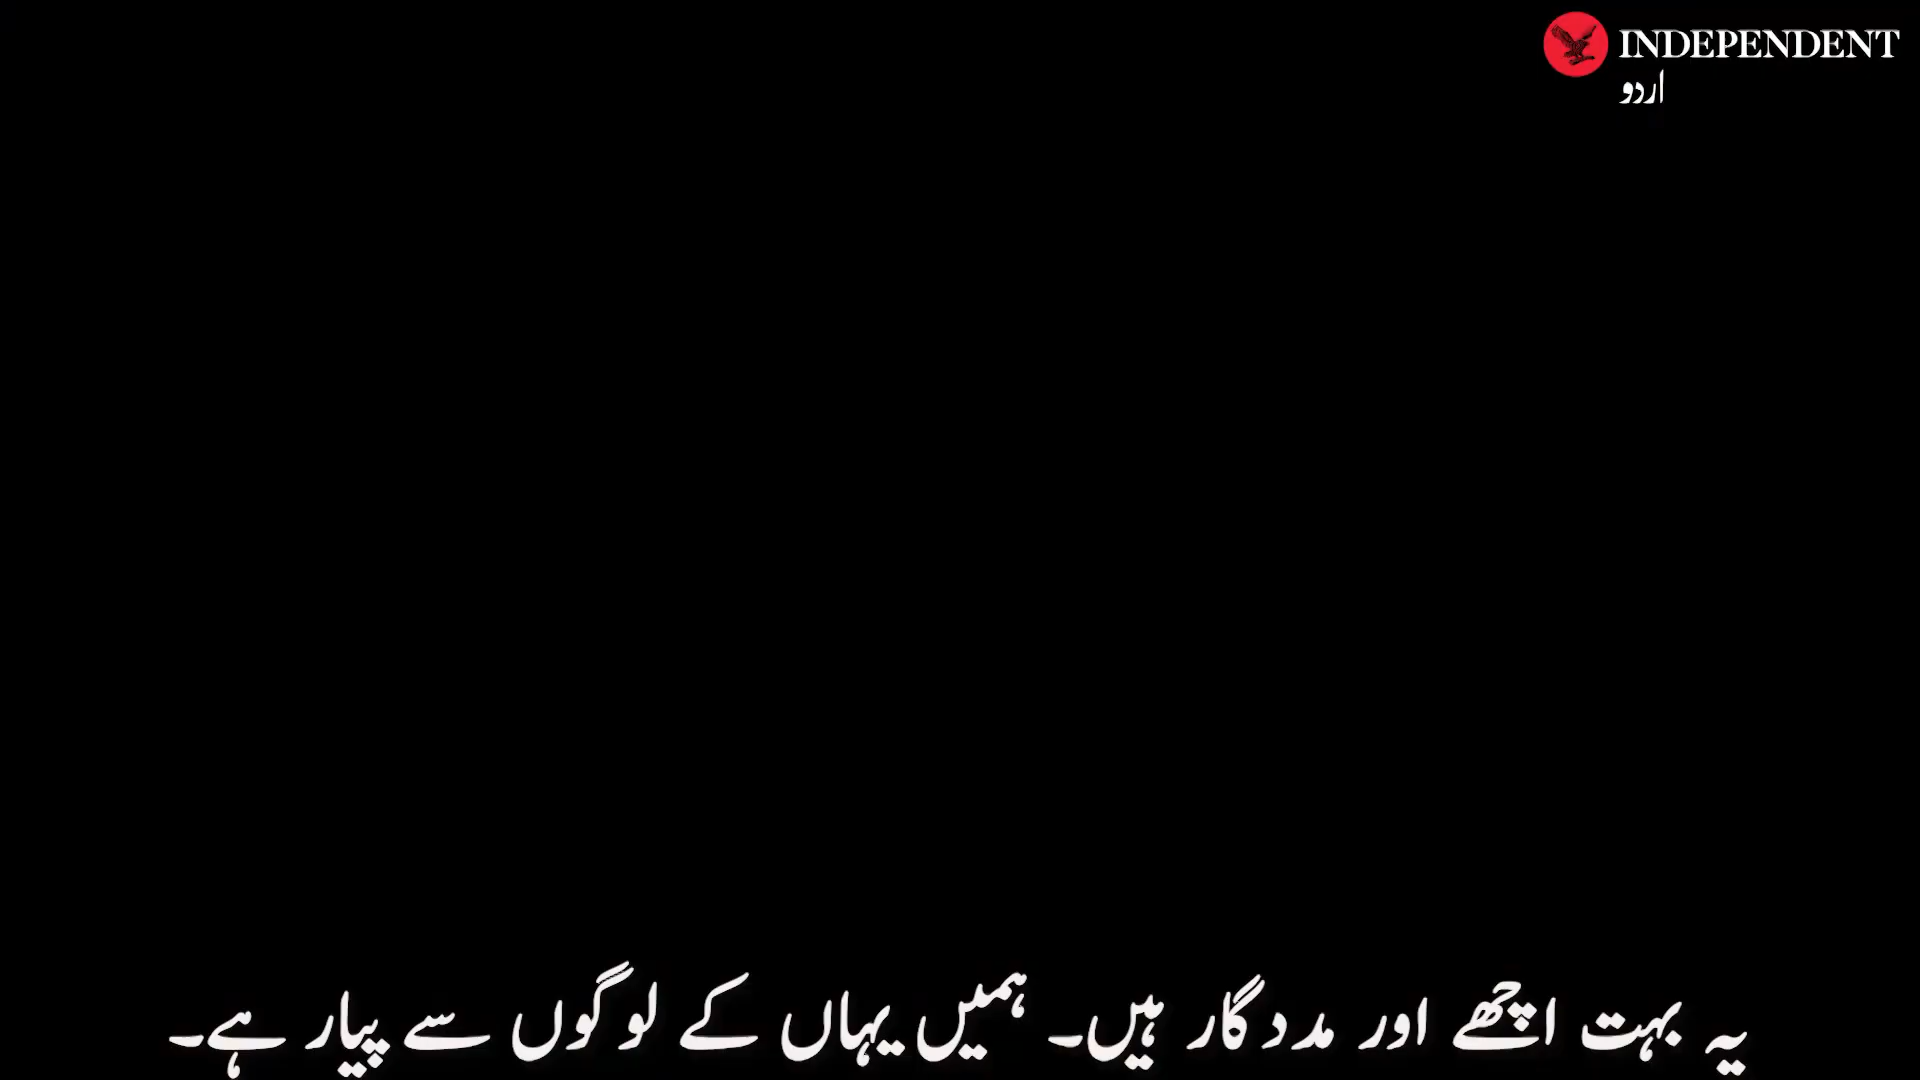 INDEPENDENT
اردو
یہ بہت اچھے اور مددگار ہیں۔ ہمیں یہاں کے لوگوں سے پیار ہے۔